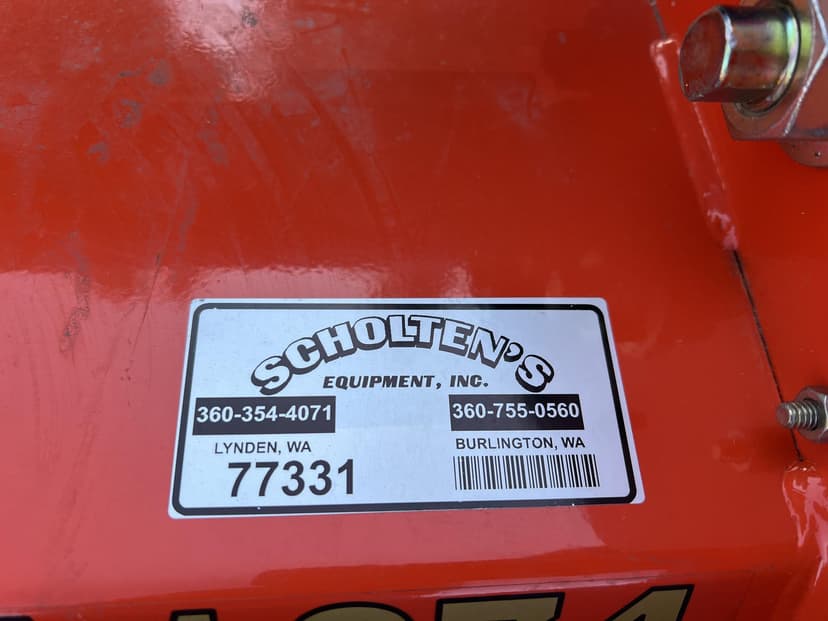 SCHOLTEN'S
EQUIPMENT, INC.
360-354-4071
LYNDEN, WA
77331
360-755-0560
BURLINGTON, WA